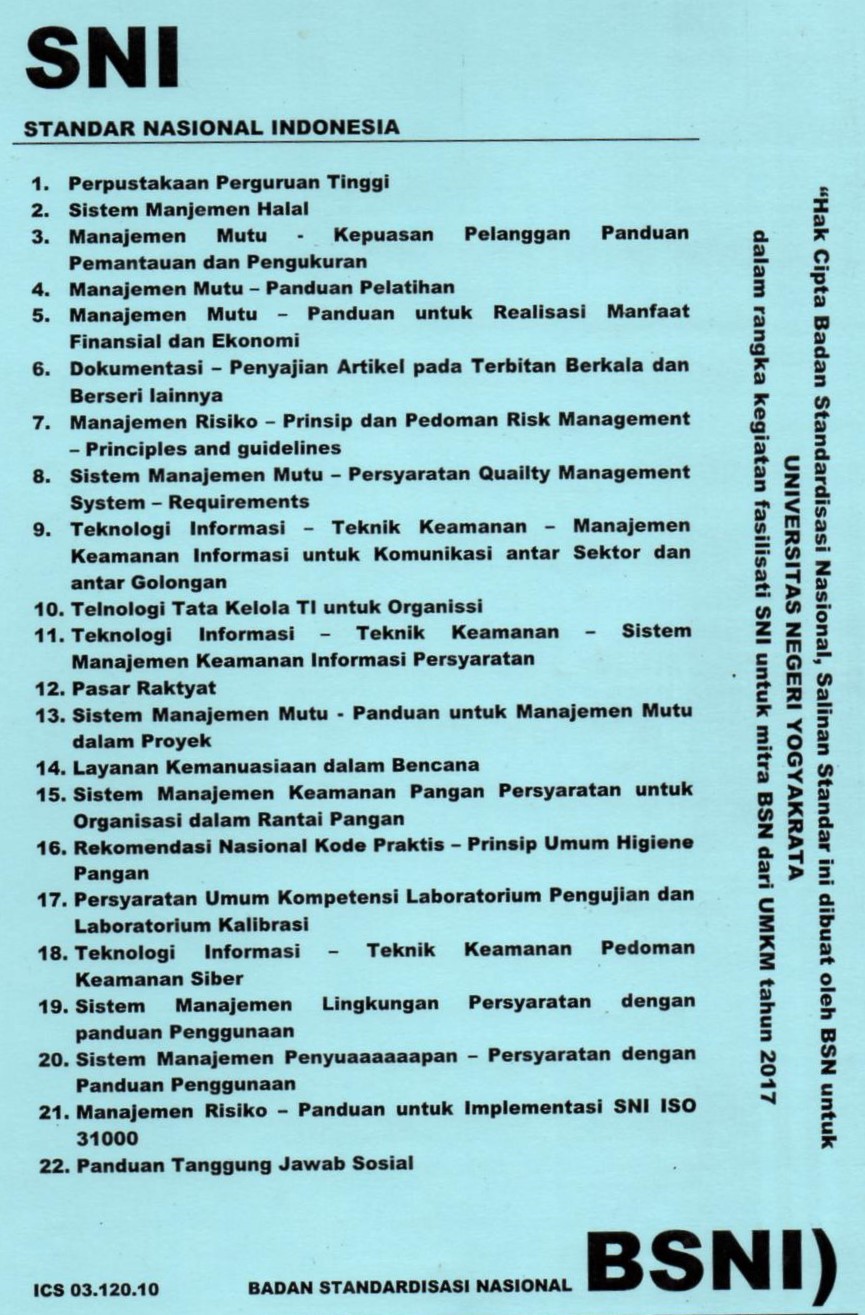 SNI
STANDAR NASIONAL INDONESIA
1. Perpustakaan Perguruan Tinggi
2. Sistem Manjemen Halal
3. Manajemen Mutu - Kepuasan Pelanggan Panduan
Pemantauan dan Pengukuran
4. Manajemen Mutu – Panduan Pelatihan
5. Manajemen Mutu – Panduan untuk Realisasi Manfaat
Finansial dan Ekonomi
6. Dokumentasi – Penyajian Artikel pada Terbitan Berkala dan
Berseri lainnya
7. Manajemen Risiko – Prinsip dan Pedoman Risk Management
– Principles and guidelines
8. Sistem Manajemen Mutu – Persyaratan Quailty Management
System – Requirements
9. Teknologi Informasi – Teknik Keamanan – Manajemen
Keamanan Informasi untuk Komunikasi antar Sektor dan
antar Golongan
10. Telnologi Tata Kelola TI untuk Organissi
11. Teknologi Informasi – Teknik Keamanan – Sistem
Manajemen Keamanan Informasi Persyaratan
12. Pasar Raktyat
13. Sistem Manajemen Mutu - Panduan untuk Manajemen Mutu
dalam Proyek
14. Layanan Kemanuasiaan dalam Bencana
15. Sistem Manajemen Keamanan Pangan Persyaratan untuk
Organisasi dalam Rantai Pangan
16. Rekomendasi Nasional Kode Praktis – Prinsip Umum Higiene
Pangan
17. Persyaratan Umum Kompetensi Laboratorium Pengujian dan
Laboratorium Kalibrasi
18. Teknologi Informasi – Teknik Keamanan Pedoman
Keamanan Siber
19. Sistem Manajemen Lingkungan Persyaratan dengan
panduan Penggunaan
20. Sistem Manajemen Penyuaaaaaapan – Persyaratan dengan
Panduan Penggunaan
21. Manajemen Risiko – Panduan untuk Implementasi SNI ISO
31000
22. Panduan Tanggung Jawab Sosial
“Hak Cipta Badan Standardisasi Nasional, Salinan Standar ini dibuat oleh BSN untuk
UNIVERSITAS NEGERI YOGYAKRATA
dalam rangka kegiatan fasilisati SNI untuk mitra BSN dari UMKM tahun 2017
ICS 03.120.10
BADAN STANDARDISASI NASIONAL BSNI)